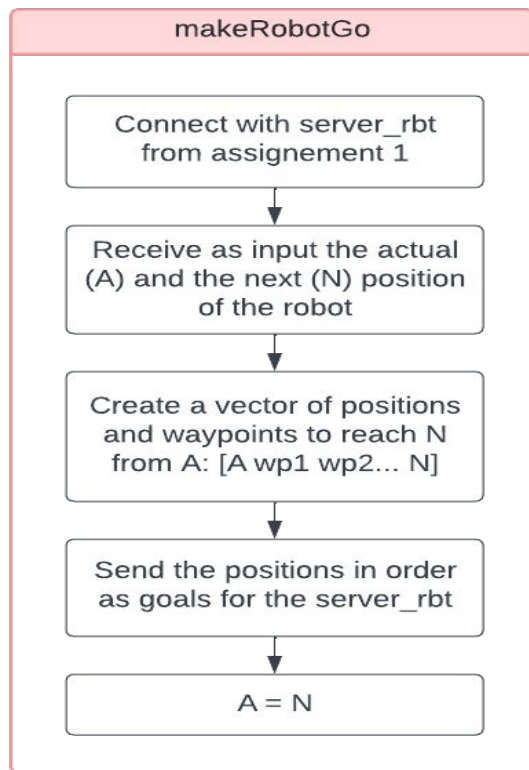 makeRobotGo
Connect with server_rbt
from assignement 1
Receive as input the actual
(A) and the next (N) position
of the robot
Create a vector of positions
and waypoints to reach N
from A: [A wp1 wp2... N]
Send the positions in order
as goals for the server_rbt
A = N